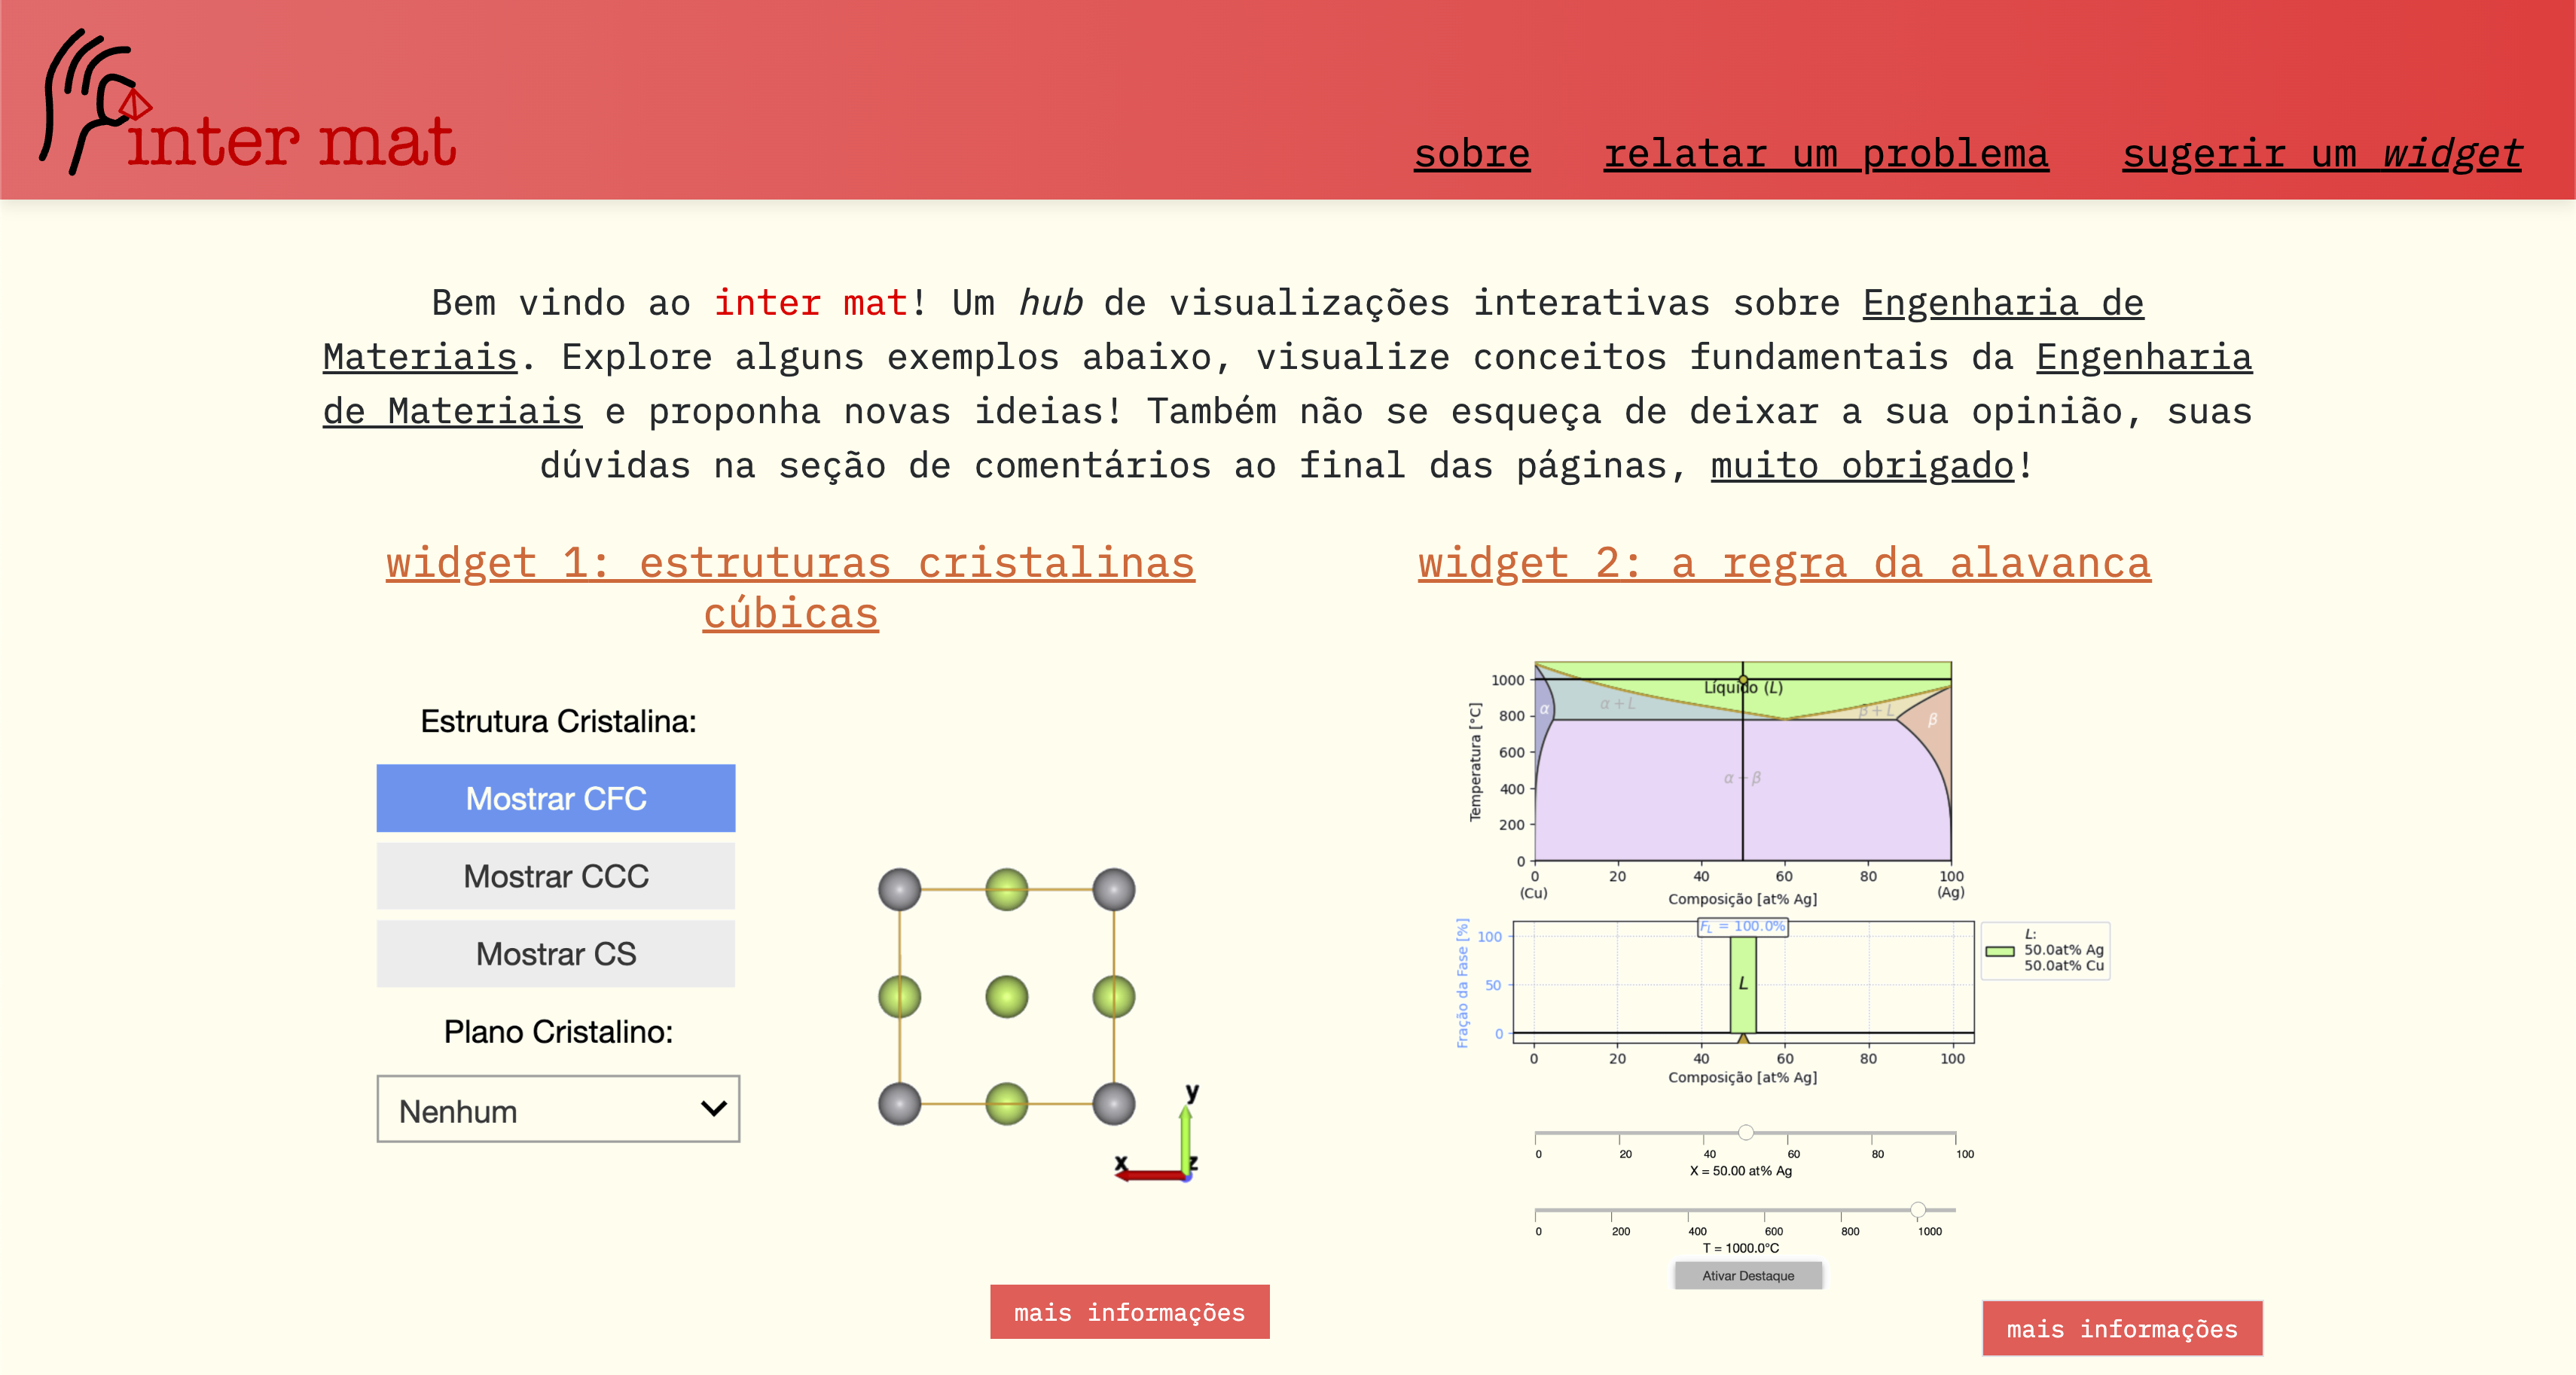 inter mat
sobre
relatar um problema
sugerir um widget
Bem vindo ao inter mat! Um hub de visualizações interativas sobre Engenharia de
Materiais. Explore alguns exemplos abaixo, visualize conceitos fundamentais da Engenharia
de Materiais e proponha novas ideias! Também não se esqueça de deixar a sua opinião, suas
dúvidas na seção de comentários ao final das páginas, muito obrigado!
widget 1: estruturas cristalinas
cúbicas
Estrutura Cristalina:
Mostrar CFC
Mostrar CCC
Mostrar CS
Plano Cristalino:
Nenhum
y
x
z
mais informações
widget 2: a regra da alavanca
Temperatura [°C]
1000
800
600
400
200
0
Líquido (L)
α + L
β + L
α
β
α + β
0 20 40 60 80 100
(Cu) (Ag)
Composição [at% Ag]
Fração da Fase [%]
100
50
0
F_L = 100.0%
L
L:
50.0at% Ag
50.0at% Cu
0 20 40 60 80 100
Composição [at% Ag]
0 20 40 60 80 100
X = 50.00 at% Ag
0 200 400 600 800 1000
T = 1000.0°C
Ativar Destaque
mais informações